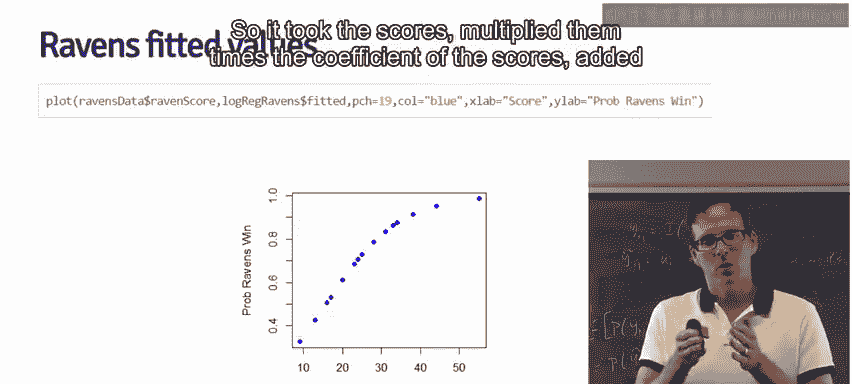 So it took the scores, multiplied them
times the coefficient of the scores, added
Ravens fitted values
plot(ravensData$ravenScore,logRegRavens$fitted,pch=19,col="blue",xlab="Score",ylab="Prob Ravens Win")
Prob Ravens Win
1.0
0.8
0.6
0.4
10 20 30 40 50